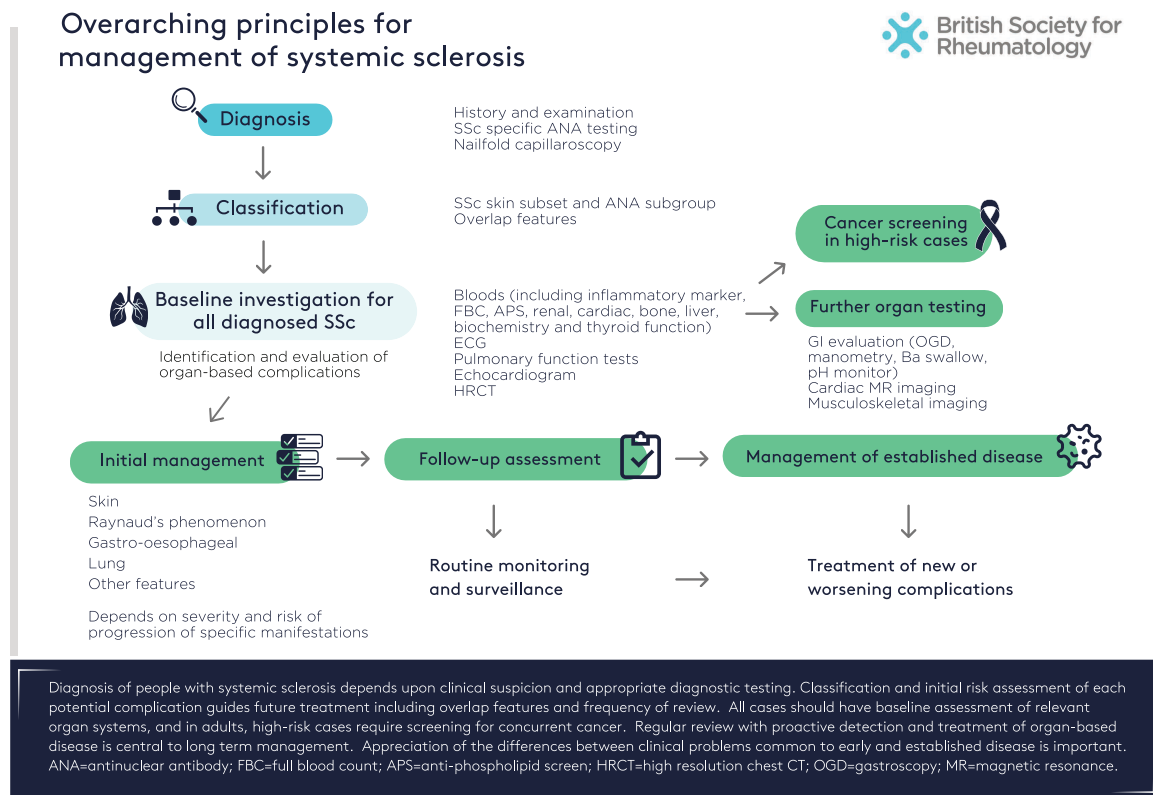 Overarching principles for
management of systemic sclerosis
British Society for
Rheumatology
Diagnosis
History and examination
SSc specific ANA testing
Nailfold capillaroscopy
Classification
SSc skin subset and ANA subgroup
Overlap features
Cancer screening
in high-risk cases
Baseline investigation for
all diagnosed SSc
Identification and evaluation of
organ-based complications
Bloods (including inflammatory marker,
FBC, APS, renal, cardiac, bone, liver,
biochemistry and thyroid function)
ECG
Pulmonary function tests
Echocardiogram
HRCT
Further organ testing
GI evaluation (OGD,
manometry, Ba swallow,
pH monitor)
Cardiac MR imaging
Musculoskeletal imaging
Initial management
Follow-up assessment
Management of established disease
Skin
Raynaud's phenomenon
Gastro-oesophageal
Lung
Other features
Depends on severity and risk of
progression of specific manifestations
Routine monitoring
and surveillance
Treatment of new or
worsening complications
Diagnosis of people with systemic sclerosis depends upon clinical suspicion and appropriate diagnostic testing. Classification and initial risk assessment of each
potential complication guides future treatment including overlap features and frequency of review. All cases should have baseline assessment of relevant
organ systems, and in adults, high-risk cases require screening for concurrent cancer. Regular review with proactive detection and treatment of organ-based
disease is central to long term management. Appreciation of the differences between clinical problems common to early and established disease is important.
ANA=antinuclear antibody; FBC=full blood count; APS=anti-phospholipid screen; HRCT=high resolution chest CT; OGD=gastroscopy; MR=magnetic resonance.